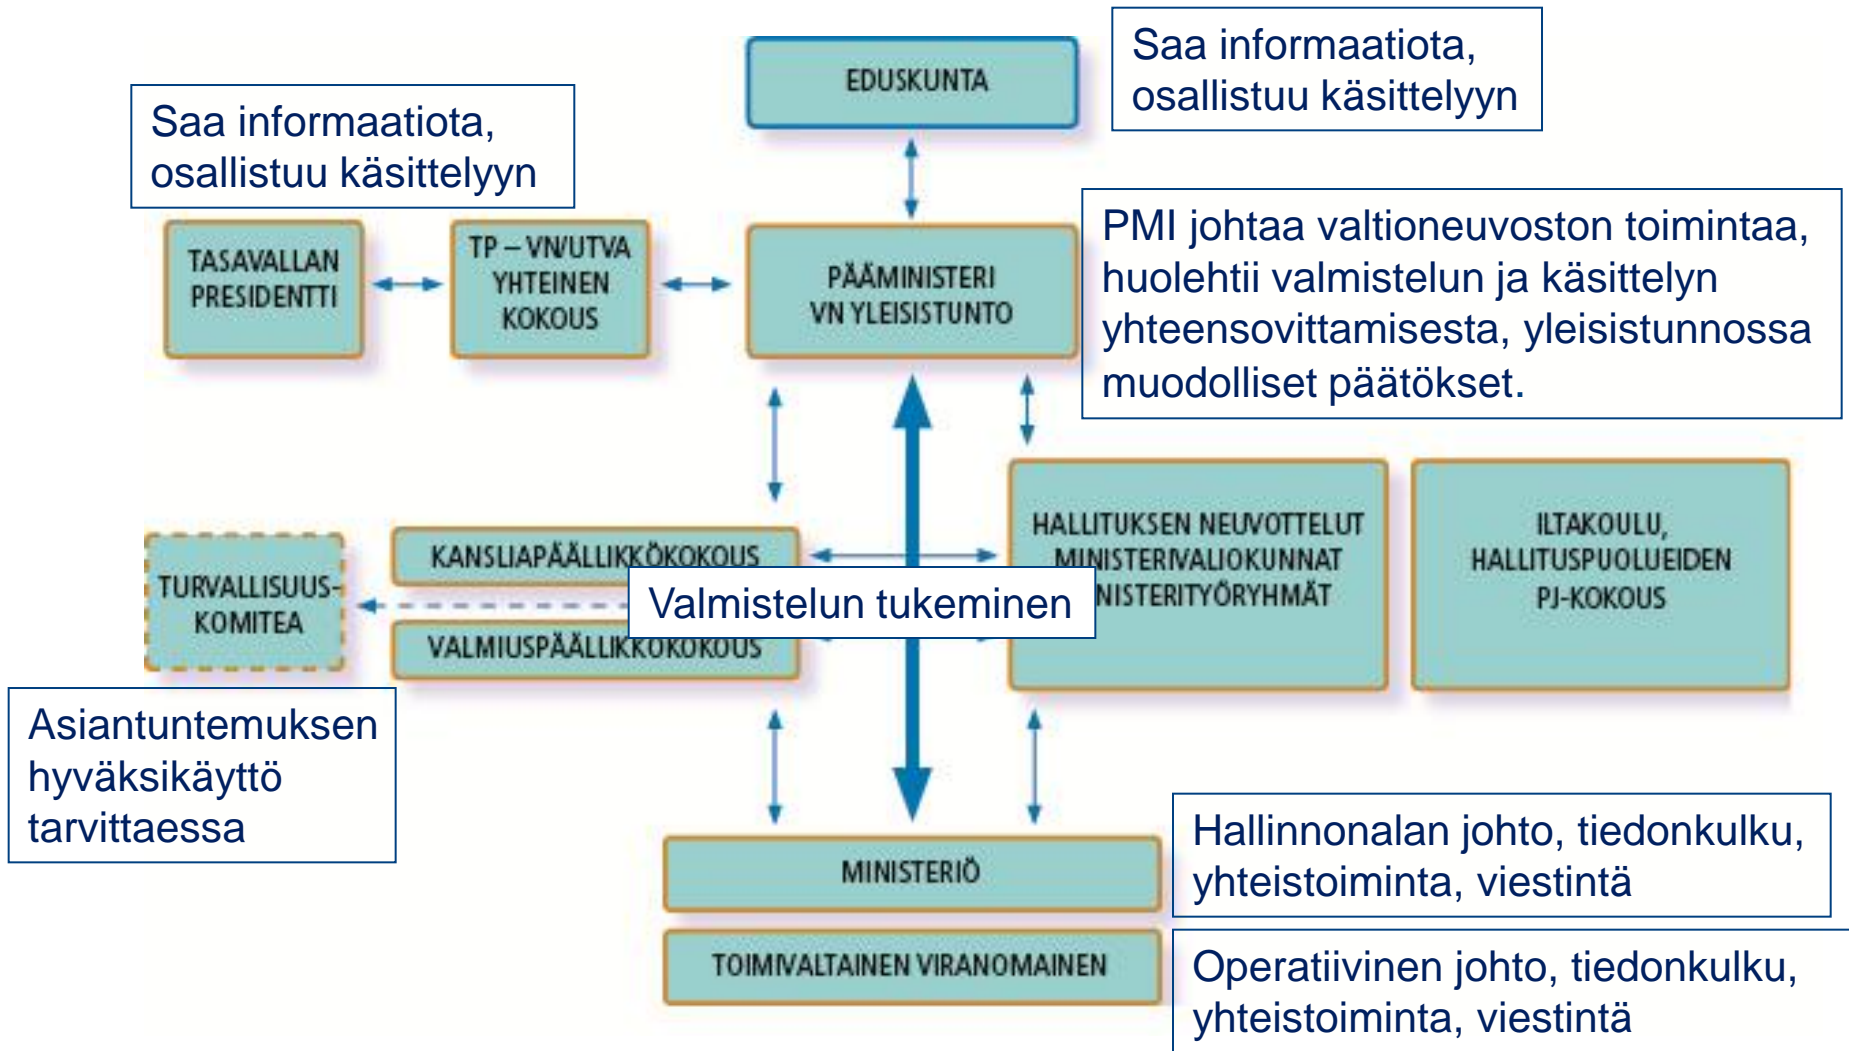 EDUSKUNTA
Saa informaatiota,
osallistuu käsittelyyn
Saa informaatiota,
osallistuu käsittelyyn
TASAVALLAN
PRESIDENTTI
TP – VN/UTVA
YHTEINEN
KOKOUS
PÄÄMINISTERI
VN YLEISISTUNTO
PMI johtaa valtioneuvoston toimintaa,
huolehtii valmistelun ja käsittelyn
yhteensovittamisesta, yleisistunnossa
muodolliset päätökset.
TURVALLISUUS-
KOMITEA
KANSLIAPÄÄLLIKKÖKOKOUS
VALMIUSPÄÄLLIKKÖKOKOUS
Valmistelun tukeminen
HALLITUKSEN NEUVOTTELUT
MINISTERIVALIOKUNNAT
NISTERITYÖRYHMÄT
ILTAKOULU,
HALLITUSPUOLUEIDEN
PJ-KOKOUS
Asiantuntemuksen
hyväksikäyttö
tarvittaessa
MINISTERIÖ
Hallinnonalan johto, tiedonkulku,
yhteistoiminta, viestintä
TOIMIVALTAINEN VIRANOMAINEN
Operatiivinen johto, tiedonkulku,
yhteistoiminta, viestintä